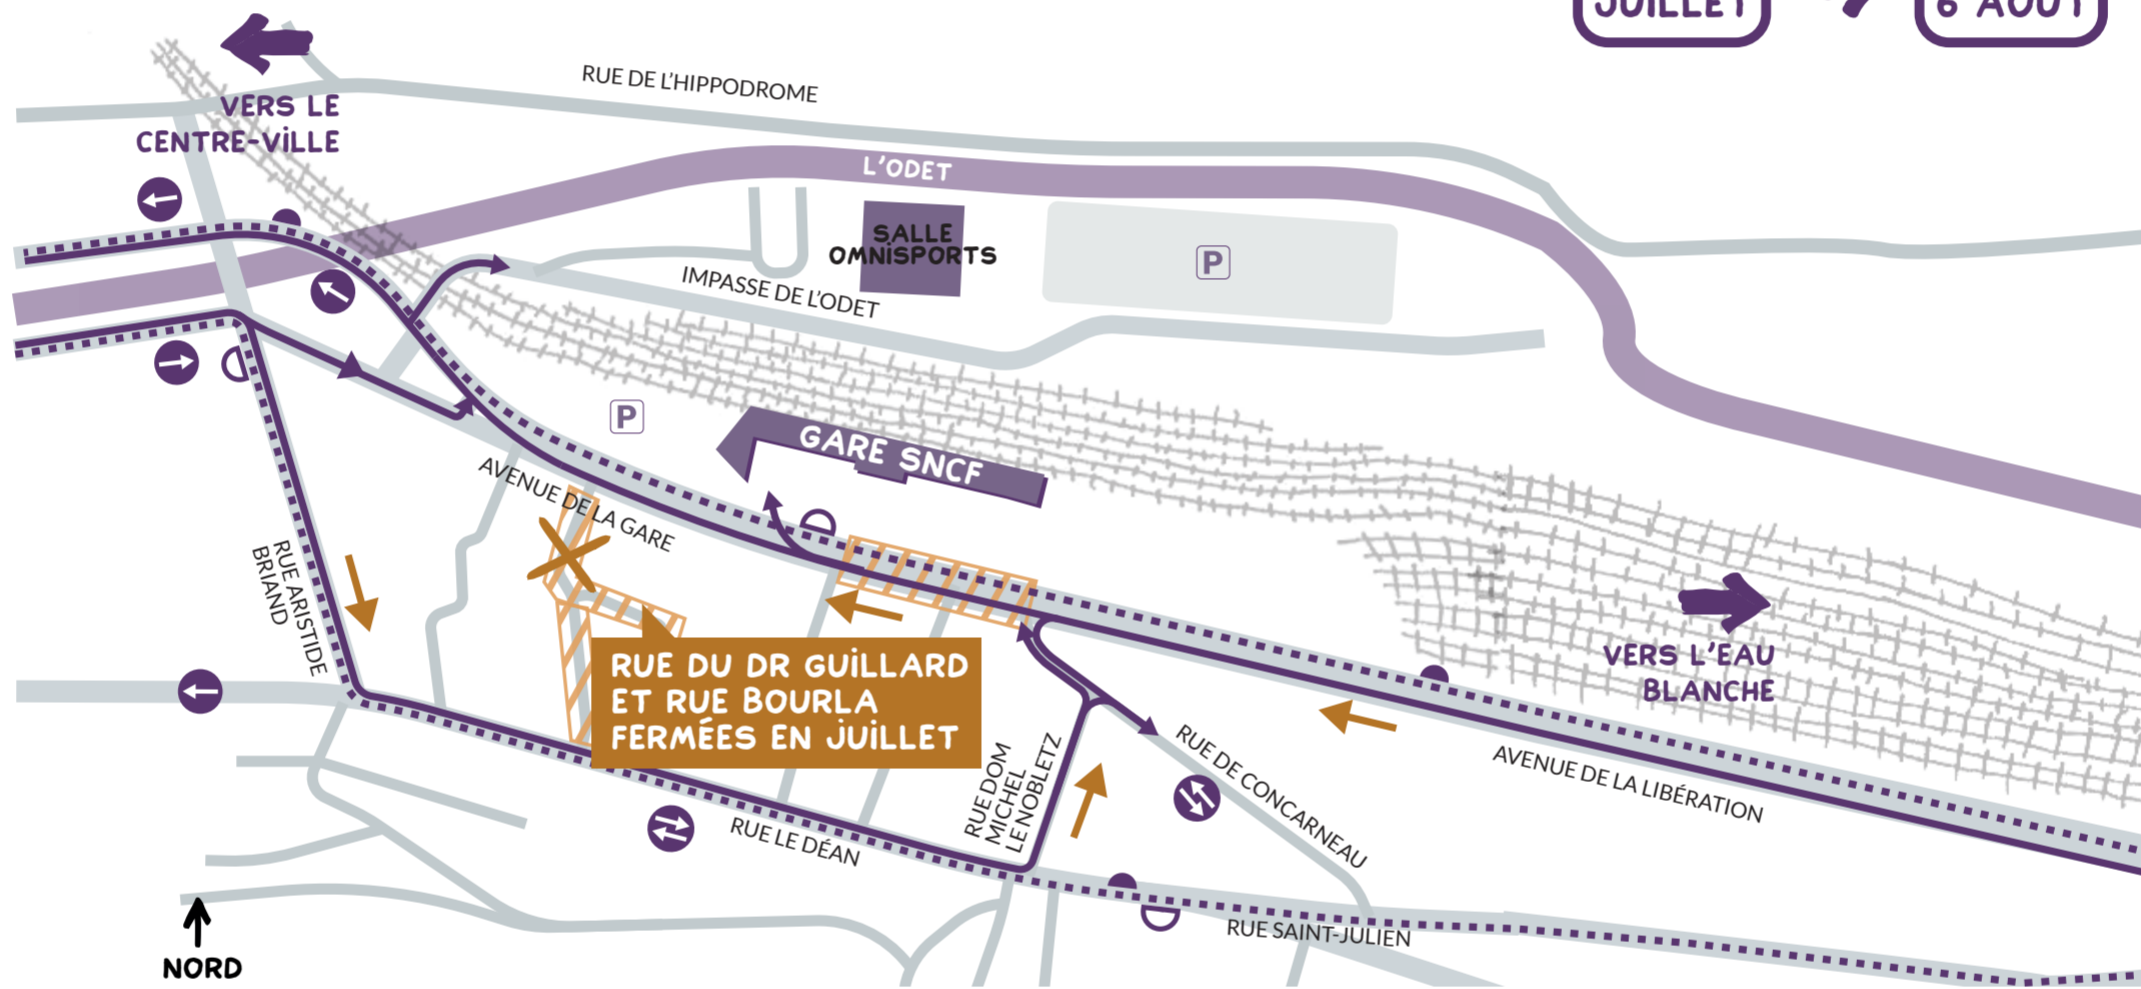 JUILLET
6 AOÛT
RUE DE L'HIPPODROME
VERS LE
CENTRE-VILLE
L'ODET
SALLE
OMNISPORTS
P
IMPASSE DE L'ODET
P
GARE SNCF
AVENUE DE LA GARE
RUE ARISTIDE
BRIAND
RUE DU DR GUILLARD
ET RUE BOURLA
FERMÉES EN JUILLET
VERS L'EAU
BLANCHE
RUE DOM
MICHEL
LE NOBLETZ
RUE DE CONCARNEAU
AVENUE DE LA LIBÉRATION
RUE LE DÉAN
RUE SAINT-JULIEN
NORD